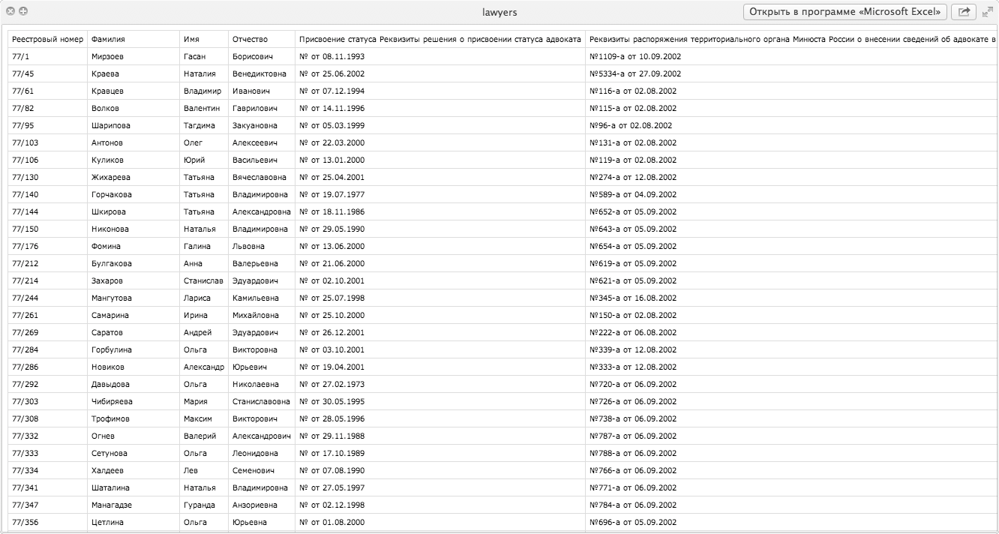 lawyers
Открыть в программе «Microsoft Excel»
Реестровый номер Фамилия Имя Отчество Присвоение статуса Реквизиты решения о присвоении статуса адвоката Реквизиты распоряжения территориального органа Минюста России о внесении сведений об адвокате в
77/1 Мирзоев Гасан Борисович № от 08.11.1993 №1109-а от 10.09.2002
77/45 Краева Наталия Венедиктовна № от 25.06.2002 №5334-а от 27.09.2002
77/61 Кравцев Владимир Иванович № от 07.12.1994 №116-а от 02.08.2002
77/82 Волков Валентин Гаврилович № от 14.11.1996 №115-а от 02.08.2002
77/95 Шарипова Тагдима Закуановна № от 05.03.1999 №96-а от 02.08.2002
77/103 Антонов Олег Алексеевич № от 22.03.2000 №131-а от 02.08.2002
77/106 Куликов Юрий Васильевич № от 13.01.2000 №119-а от 02.08.2002
77/130 Жихарева Татьяна Вячеславовна № от 25.04.2001 №274-а от 12.08.2002
77/140 Горчакова Татьяна Владимировна № от 19.07.1977 №589-а от 04.09.2002
77/144 Шкирова Татьяна Александровна № от 18.11.1986 №652-а от 05.09.2002
77/150 Никонова Наталья Владимировна № от 29.05.1990 №643-а от 05.09.2002
77/176 Фомина Галина Львовна № от 13.06.2000 №654-а от 05.09.2002
77/212 Булгакова Анна Валерьевна № от 21.06.2000 №619-а от 05.09.2002
77/214 Захаров Станислав Эдуардович № от 02.10.2001 №621-а от 05.09.2002
77/244 Мангутова Лариса Камильевна № от 25.07.1998 №345-а от 16.08.2002
77/261 Самарина Ирина Михайловна № от 25.10.2000 №150-а от 02.08.2002
77/269 Саратов Андрей Эдуардович № от 26.12.2001 №222-а от 06.08.2002
77/284 Горбулина Ольга Викторовна № от 03.10.2001 №339-а от 12.08.2002
77/286 Новиков Александр Юрьевич № от 19.04.2001 №333-а от 12.08.2002
77/292 Давыдова Ольга Николаевна № от 27.02.1973 №720-а от 06.09.2002
77/303 Чибиряева Мария Станиславовна № от 30.05.1995 №726-а от 06.09.2002
77/308 Трофимов Максим Викторович № от 28.05.1996 №738-а от 06.09.2002
77/332 Огнев Валерий Александрович № от 29.11.1988 №787-а от 06.09.2002
77/333 Сетунова Ольга Леонидовна № от 17.10.1989 №788-а от 06.09.2002
77/334 Халдеев Лев Семенович № от 07.08.1990 №766-а от 06.09.2002
77/341 Шаталина Наталья Владимировна № от 27.05.1997 №771-а от 06.09.2002
77/347 Манагадзе Гуранда Анзориевна № от 02.12.1998 №784-а от 06.09.2002
77/356 Цетлина Ольга Юрьевна № от 01.08.2000 №696-а от 05.09.2002